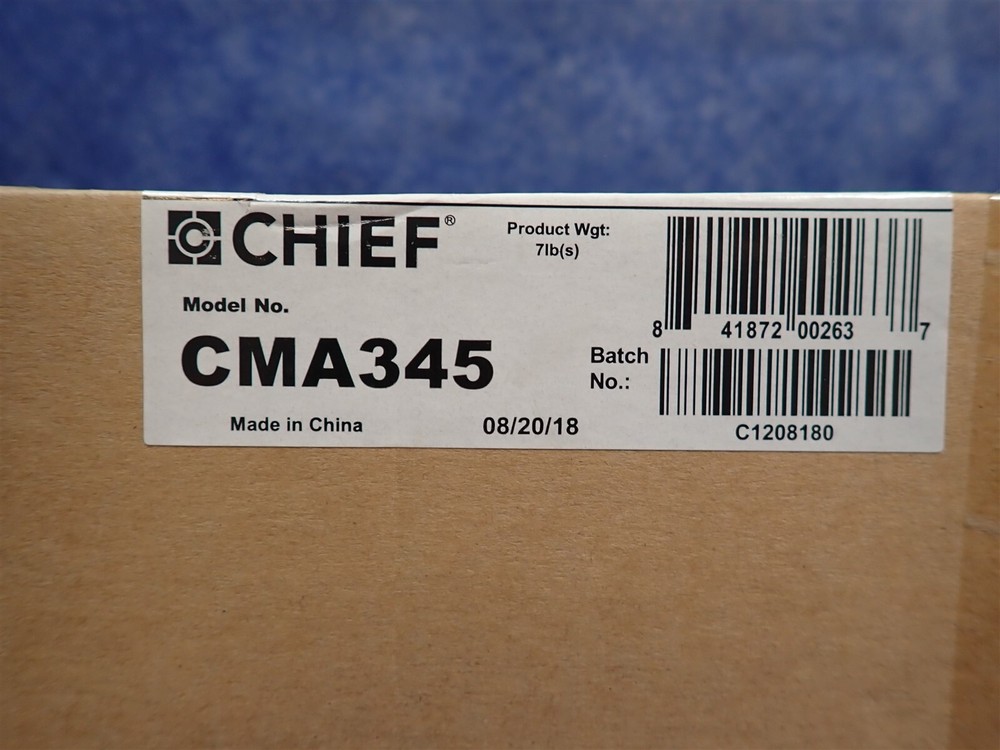 CHIEF®
Product Wgt:
7lb(s)
8 41872 00263 7
Model No.
CMA345
Batch
No.:
Made in China
08/20/18
C1208180